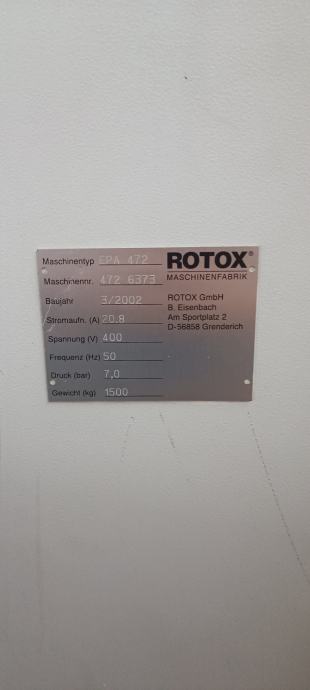 Maschinentyp EPA 472
Maschinennr. 472 6373
Baujahr 3/2002
Stromaufn. (A) 20.8
Spannung (V) 400
Frequenz (Hz) 50
Druck (bar) 7,0
Gewicht (kg) 1500
ROTOX®
MASCHINENFABRIK
ROTOX GmbH
B. Eisenbach
Am Sportplatz 2
D-56858 Grenderich